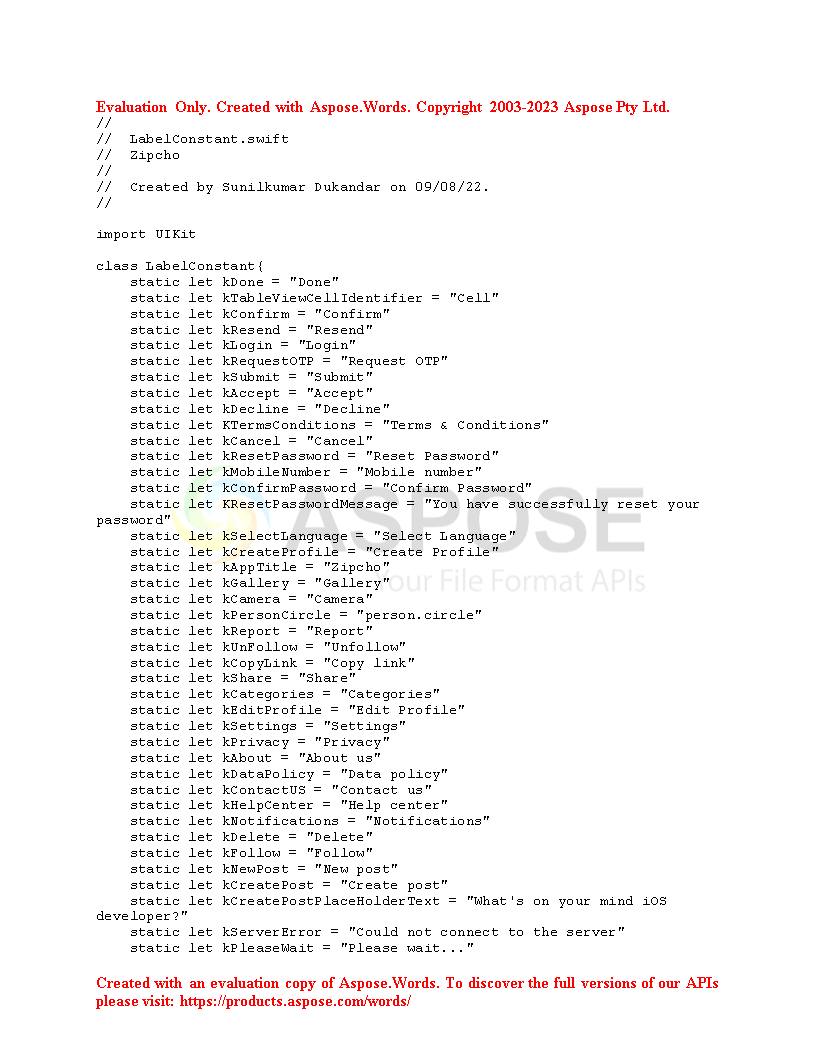 Evaluation Only. Created with Aspose.Words. Copyright 2003-2023 Aspose Pty Ltd.
//
//  LabelConstant.swift
//  Zipcho
//
//  Created by Sunilkumar Dukandar on 09/08/22.
//
import UIKit
class LabelConstant{
    static let kDone = "Done"
    static let kTableViewCellIdentifier = "Cell"
    static let kConfirm = "Confirm"
    static let kResend = "Resend"
    static let kLogin = "Login"
    static let kRequestOTP = "Request OTP"
    static let kSubmit = "Submit"
    static let kAccept = "Accept"
    static let kDecline = "Decline"
    static let KTermsConditions = "Terms & Conditions"
    static let kCancel = "Cancel"
    static let kResetPassword = "Reset Password"
    static let kMobileNumber = "Mobile number"
    static let kConfirmPassword = "Confirm Password"
    static let KResetPasswordMessage = "You have successfully reset your
password"
    static let kSelectLanguage = "Select Language"
    static let kCreateProfile = "Create Profile"
    static let kAppTitle = "Zipcho"
    static let kGallery = "Gallery"
    static let kCamera = "Camera"
    static let kPersonCircle = "person.circle"
    static let kReport = "Report"
    static let kUnFollow = "Unfollow"
    static let kCopyLink = "Copy link"
    static let kShare = "Share"
    static let kCategories = "Categories"
    static let kEditProfile = "Edit Profile"
    static let kSettings = "Settings"
    static let kPrivacy = "Privacy"
    static let kAbout = "About us"
    static let kDataPolicy = "Data policy"
    static let kContactUS = "Contact us"
    static let kHelpCenter = "Help center"
    static let kNotifications = "Notifications"
    static let kDelete = "Delete"
    static let kFollow = "Follow"
    static let kNewPost = "New post"
    static let kCreatePost = "Create post"
    static let kCreatePostPlaceHolderText = "What's on your mind iOS
developer?"
    static let kServerError = "Could not connect to the server"
    static let kPleaseWait = "Please wait..."
ASPOSE
Your File Format APIs
Created with an evaluation copy of Aspose.Words. To discover the full versions of our APIs
please visit: https://products.aspose.com/words/